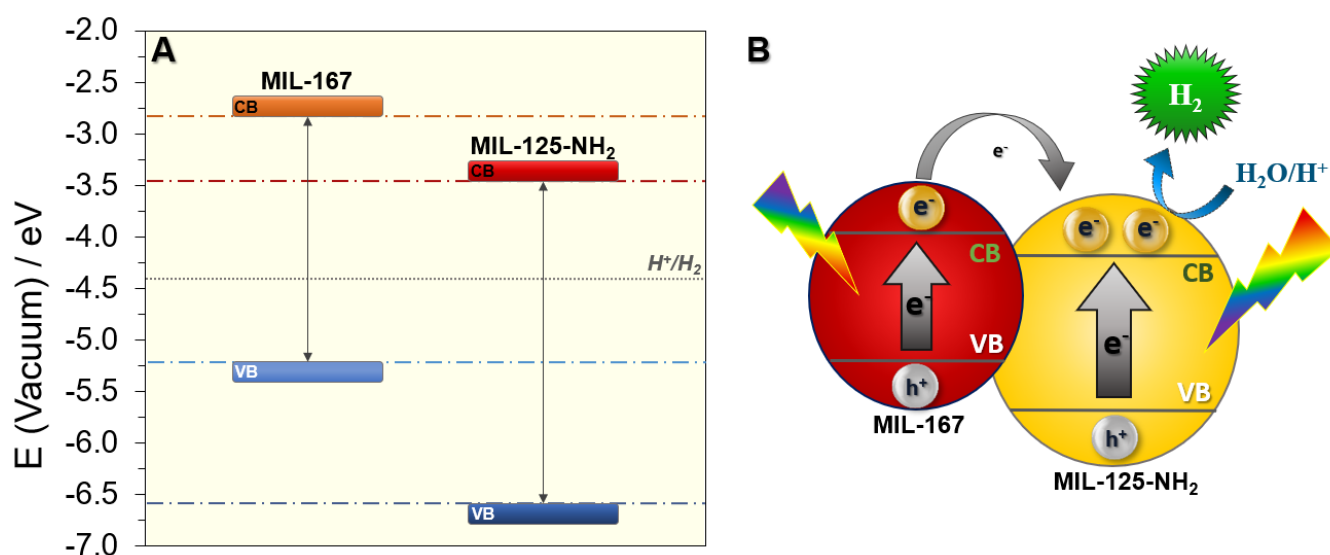 A
E (Vacuum) / eV
-2.0
-2.5
-3.0
-3.5
-4.0
-4.5
-5.0
-5.5
-6.0
-6.5
-7.0
MIL-167
CB
MIL-125-NH₂
CB
H⁺/H₂
VB
VB
B
H₂
e⁻
H₂O/H⁺
e⁻
e⁻ e⁻
CB
CB
e⁻
e⁻
VB
VB
h⁺
MIL-167
h⁺
MIL-125-NH₂